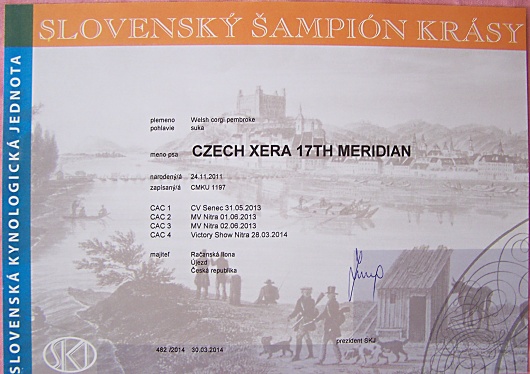 SLOVENSKÝ ŠAMPIÓN KRÁSY
SLOVENSKÁ KYNOLOGICKÁ JEDNOTA
plemeno Welsh corgi pembroke
pohlavie suka
meno psa CZECH XERA 17TH MERIDIAN
narodený/á 24.11.2011
zapísaný/á CMKU 1197
CAC 1 CV Senec 31.05.2013
CAC 2 MV Nitra 01.06.2013
CAC 3 MV Nitra 02.06.2013
CAC 4 Victory Show Nitra 28.03.2014
majiteľ Račanská Ilona
Újezd
Česká republika
482 /2014 30.03.2014
prezident SKJ
SKJ